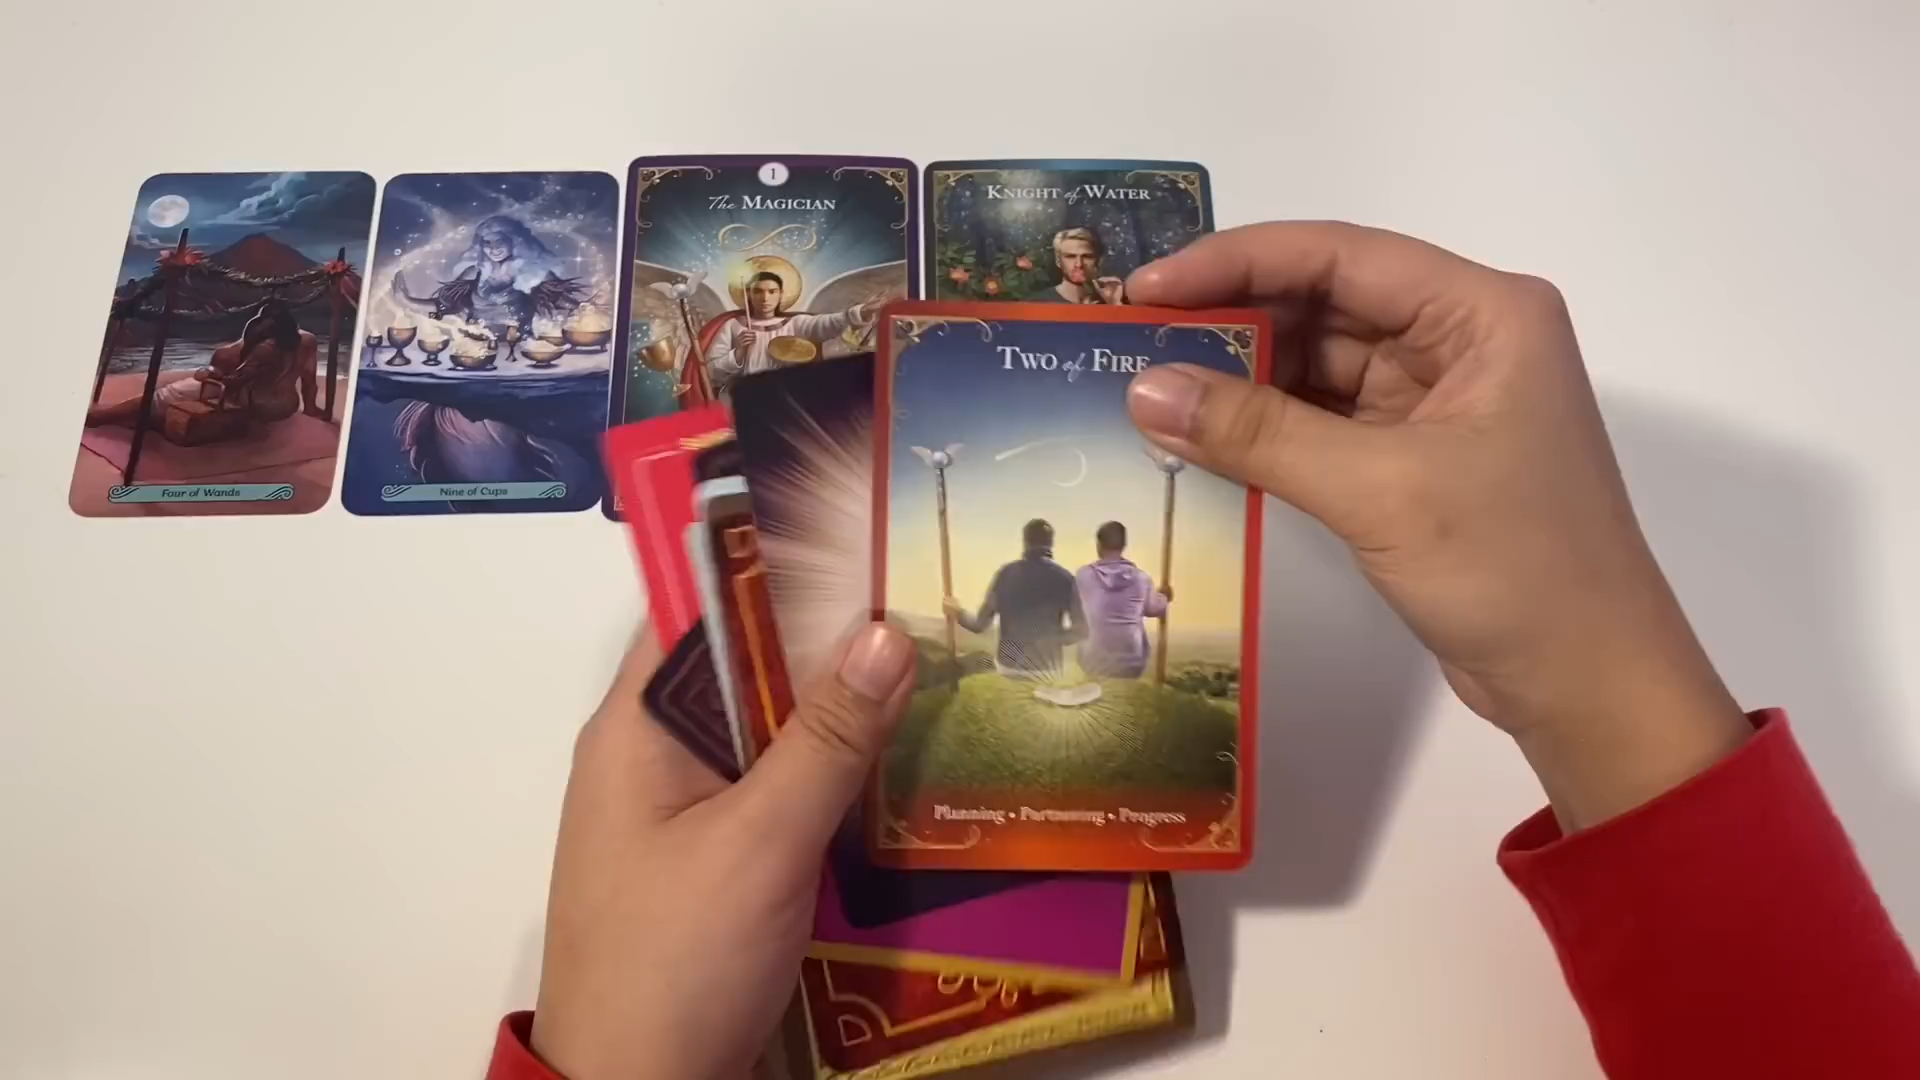 Four of Wands
Nine of Cups
1
The MAGICIAN
KNIGHT of WATER
TWO of FIRE
Planning • Partnering • Progress